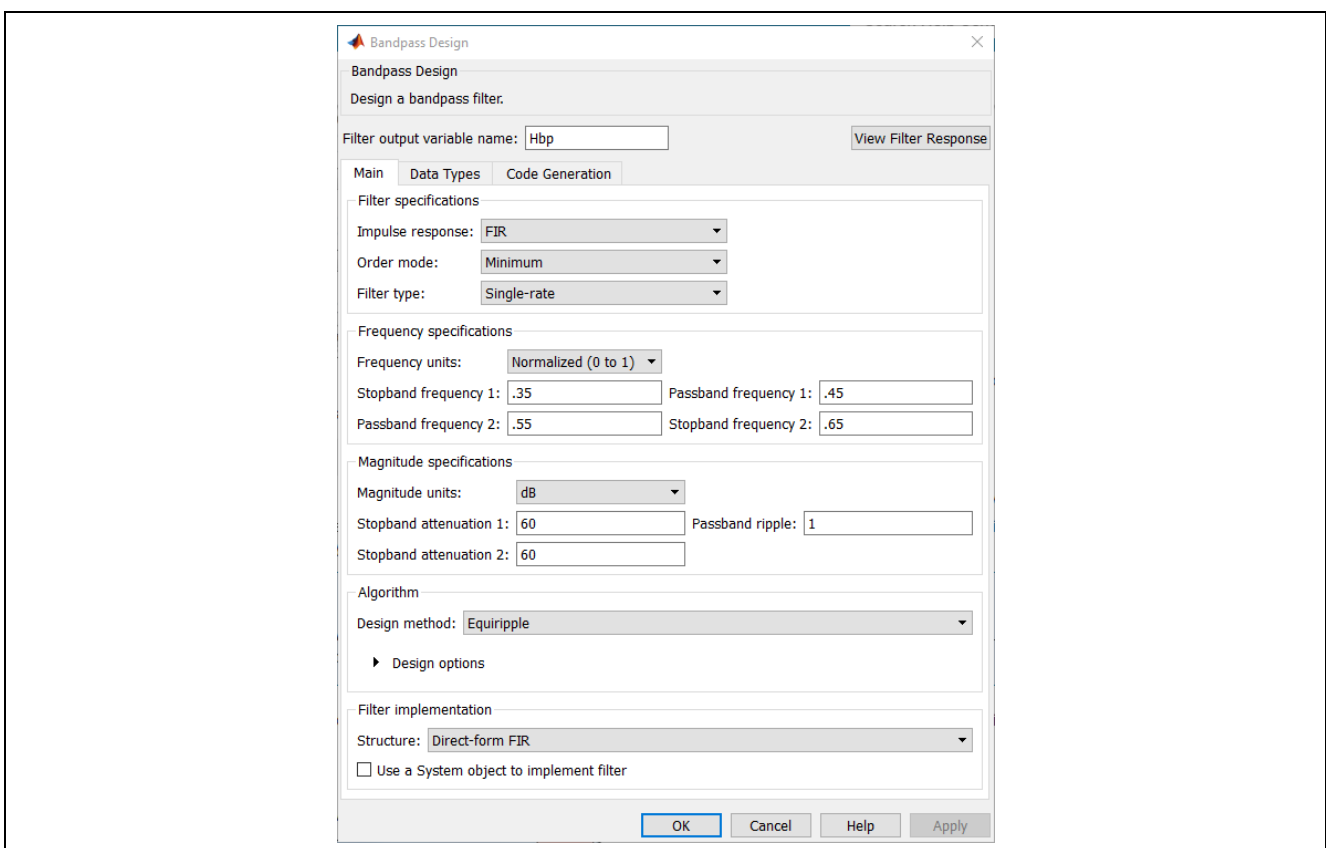 Bandpass Design
Bandpass Design
Design a bandpass filter.
Filter output variable name: Hbp View Filter Response
Main Data Types Code Generation
Filter specifications
Impulse response: FIR
Order mode: Minimum
Filter type: Single-rate
Frequency specifications
Frequency units: Normalized (0 to 1)
Stopband frequency 1: .35 Passband frequency 1: .45
Passband frequency 2: .55 Stopband frequency 2: .65
Magnitude specifications
Magnitude units: dB
Stopband attenuation 1: 60 Passband ripple: 1
Stopband attenuation 2: 60
Algorithm
Design method: Equiripple
Design options
Filter implementation
Structure: Direct-form FIR
Use a System object to implement filter
OK Cancel Help Apply